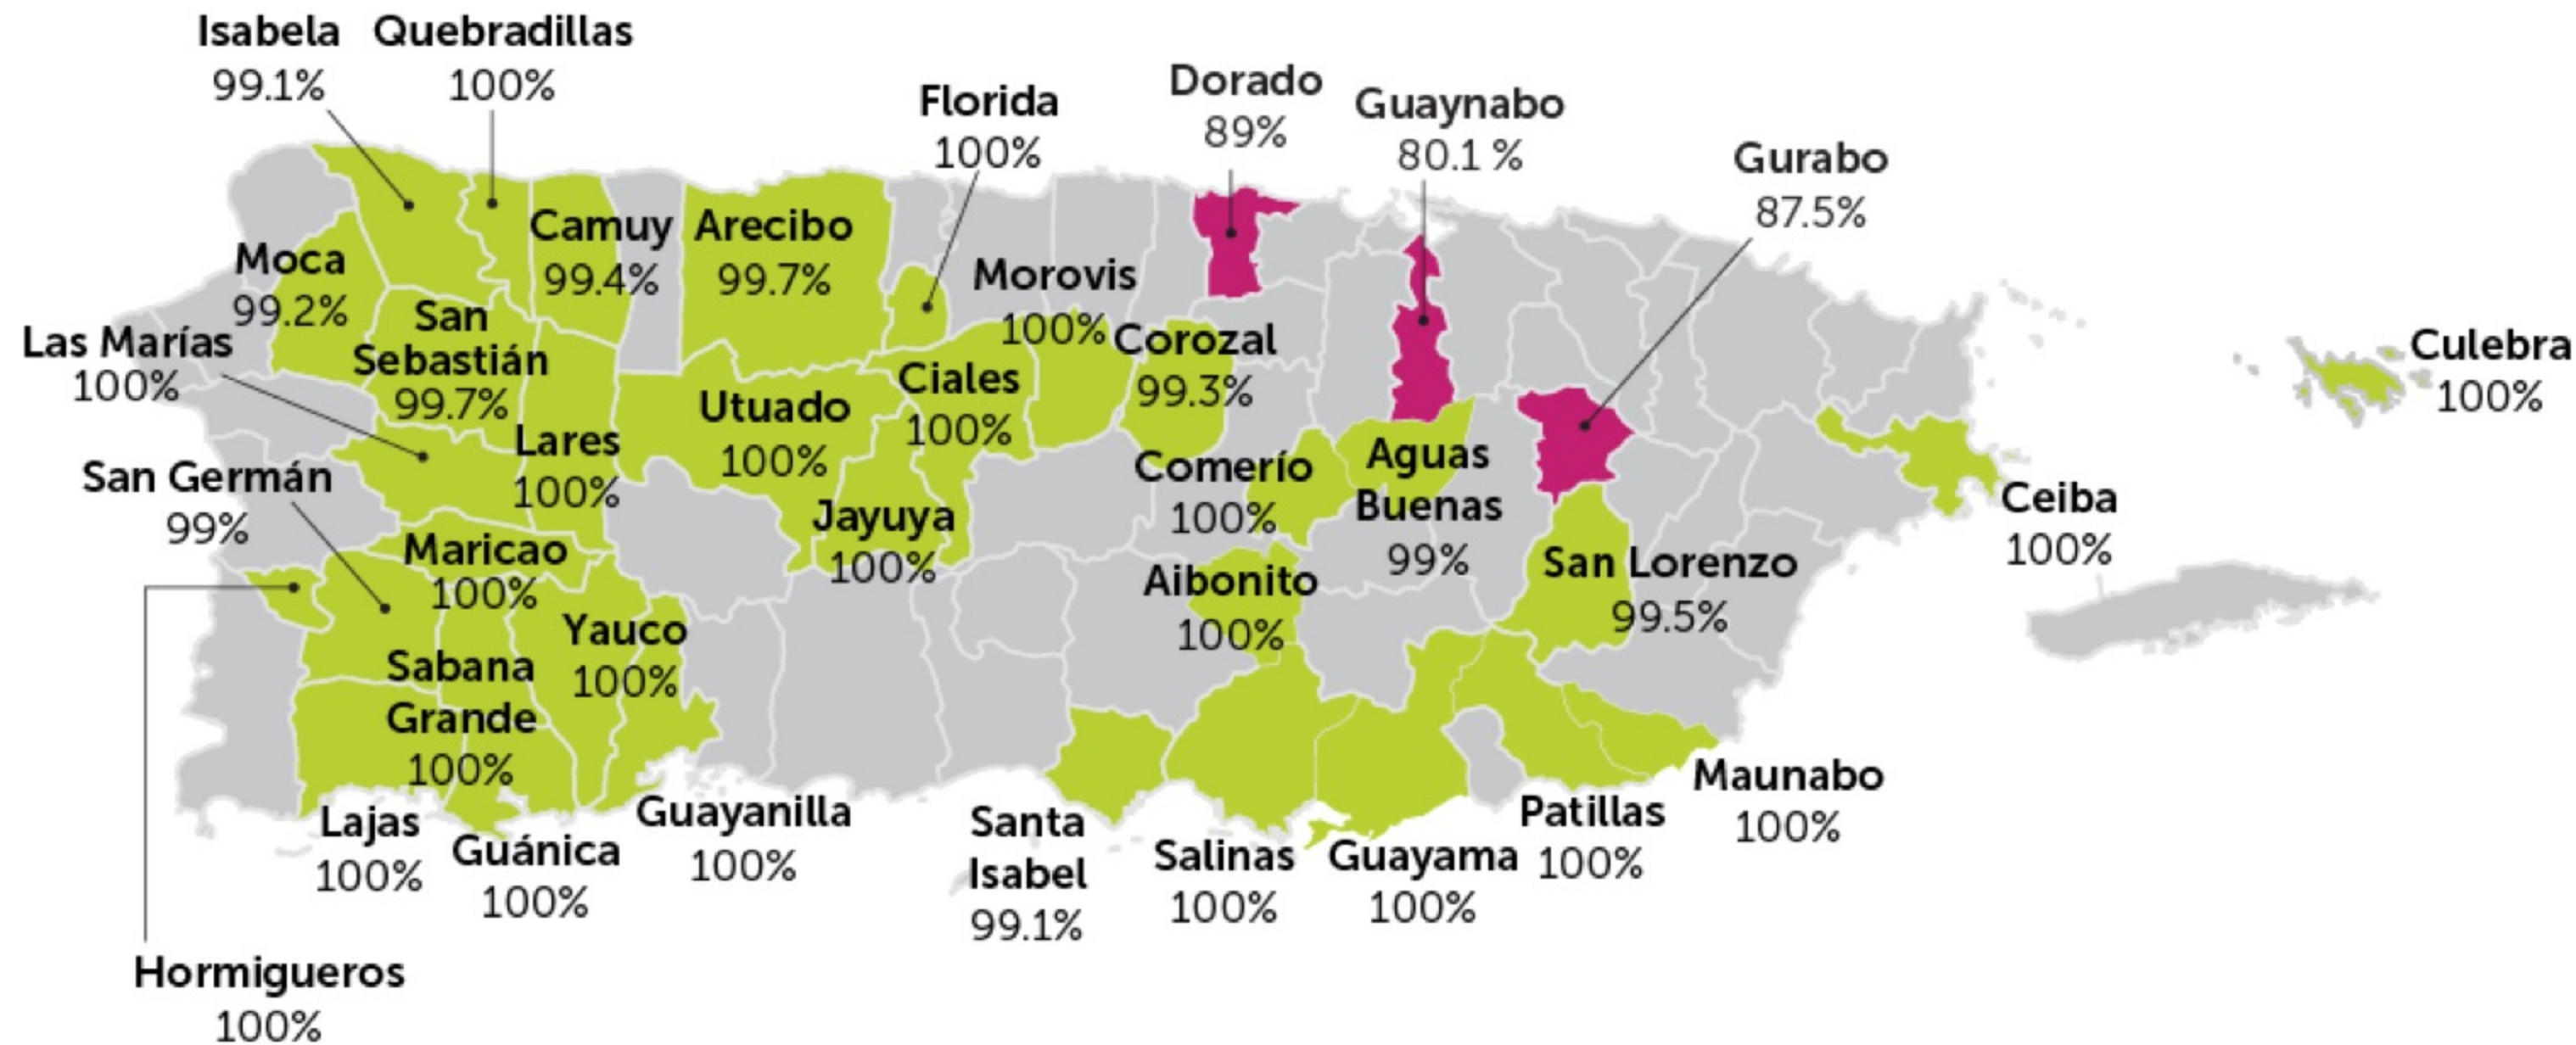 Isabela
99.1%
Quebradillas
100%
Florida
100%
Dorado
89%
Guaynabo
80.1 %
Gurabo
87.5%
Moca
99.2%
Camuy
99.4%
Arecibo
99.7%
Morovis
100%
Las Marías
100%
San
Sebastián
99.7%
Corozal
99.3%
Culebra
100%
Utuado
100%
Ciales
100%
Lares
100%
San Germán
99%
Comerío
100%
Aguas
Buenas
99%
Ceiba
100%
Jayuya
100%
Maricao
100%
Aibonito
100%
San Lorenzo
99.5%
Yauco
100%
Sabana
Grande
100%
Lajas
100%
Guánica
100%
Guayanilla
100%
Santa
Isabel
99.1%
Salinas
100%
Guayama
100%
Patillas
100%
Maunabo
100%
Hormigueros
100%